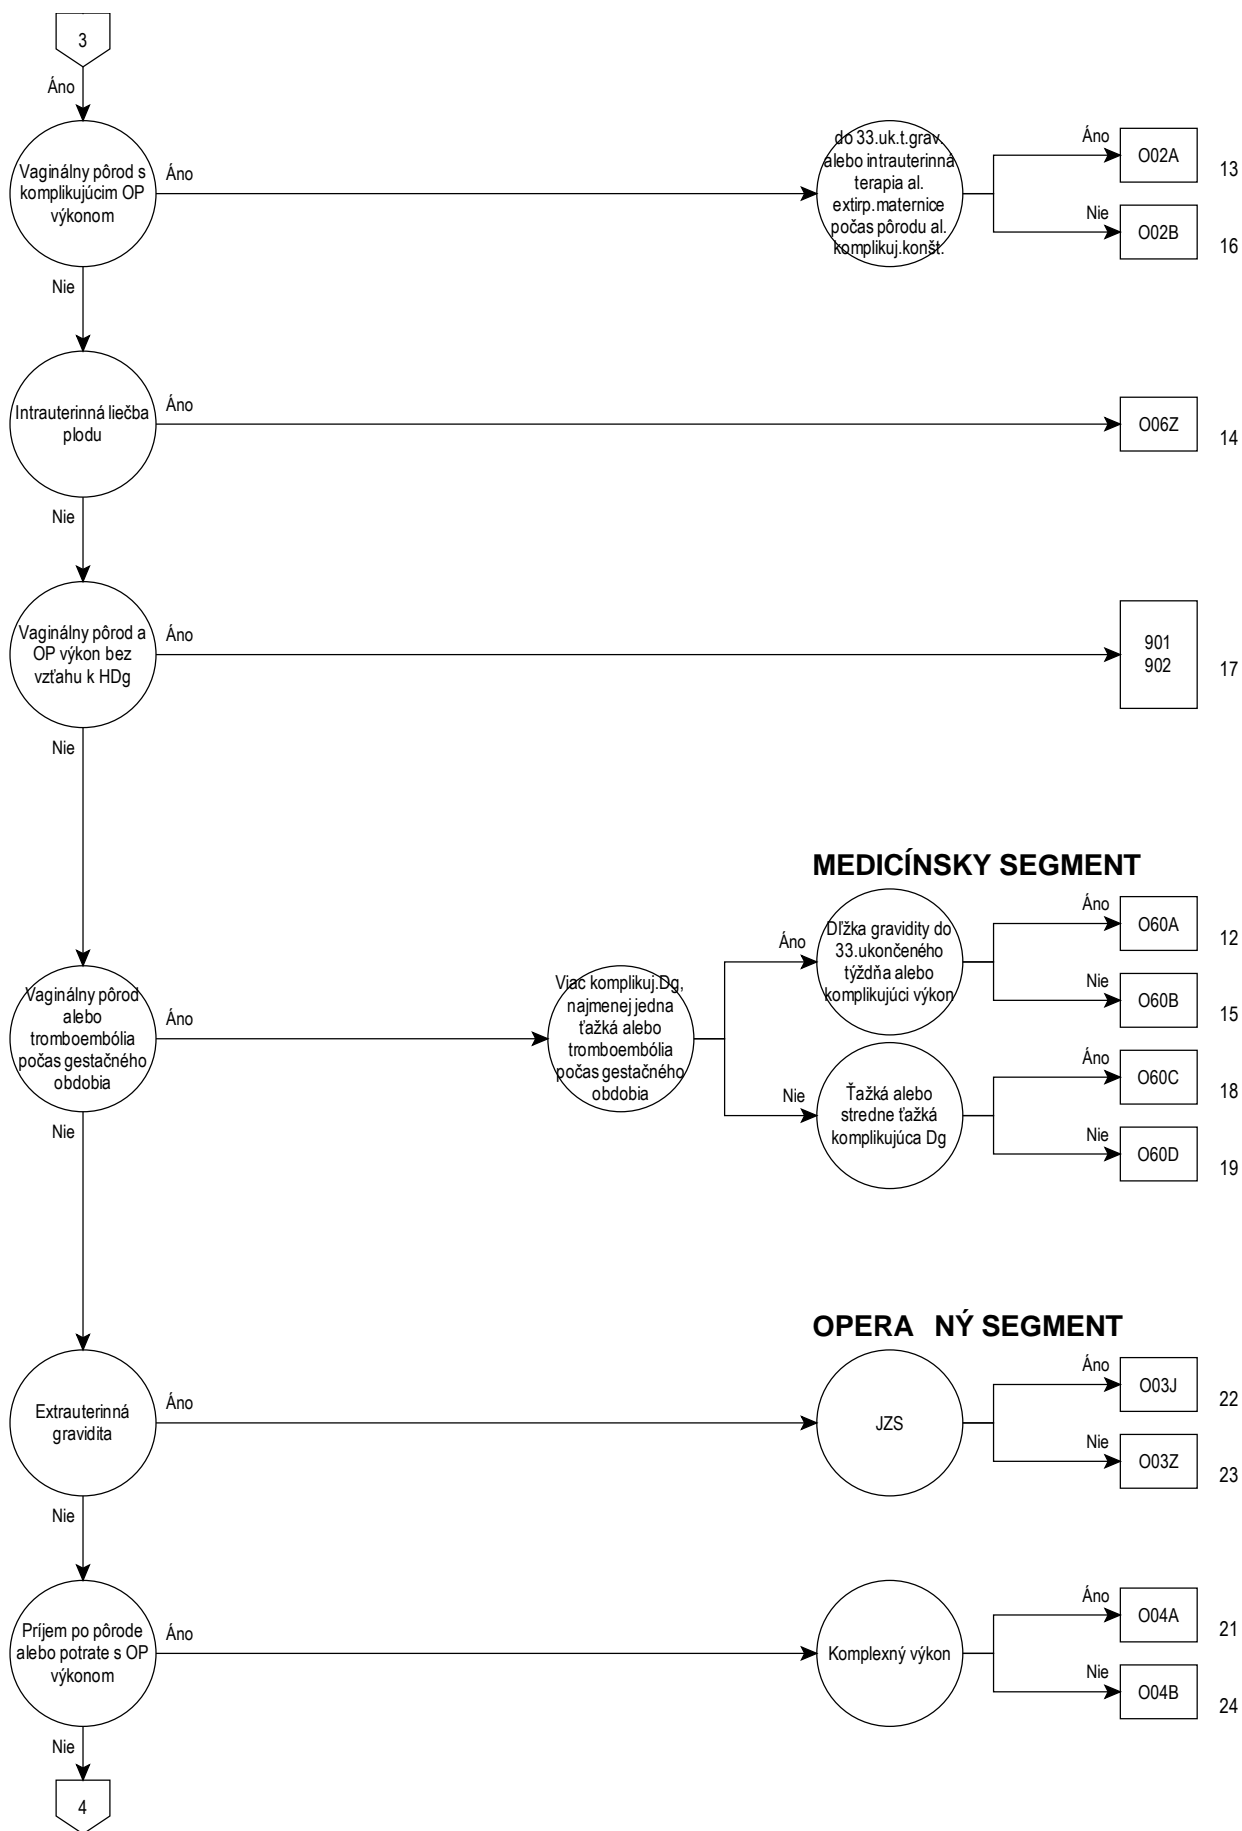 3
Áno
Vaginálny pôrod s
komplikujúcim OP
výkonom
Áno
do 33.uk.t.grav.
alebo intrauterinná
terapia al.
extirp.maternice
počas pôrodu al.
komplikuj.konšt.
Áno
O02A
13
Nie
O02B
16
Nie
Intrauterinná liečba
plodu
Áno
O06Z
14
Nie
Vaginálny pôrod a
OP výkon bez
vzťahu k HDg
Áno
901
902
17
Nie
MEDICÍNSKY SEGMENT
Vaginálny pôrod
alebo
tromboembólia
počas gestačného
obdobia
Áno
Viac komplikuj.Dg,
najmenej jedna
ťažká alebo
tromboembólia
počas gestačného
obdobia
Áno
Dĺžka gravidity do
33.ukončeného
týždňa alebo
komplikujúci výkon
Áno
O60A
12
Nie
O60B
15
Nie
Ťažká alebo
stredne ťažká
komplikujúca Dg
Áno
O60C
18
Nie
O60D
19
Nie
OPERA NÝ SEGMENT
Extrauterinná
gravidita
Áno
JZS
Áno
O03J
22
Nie
O03Z
23
Nie
Príjem po pôrode
alebo potrate s OP
výkonom
Áno
Komplexný výkon
Áno
O04A
21
Nie
O04B
24
Nie
4